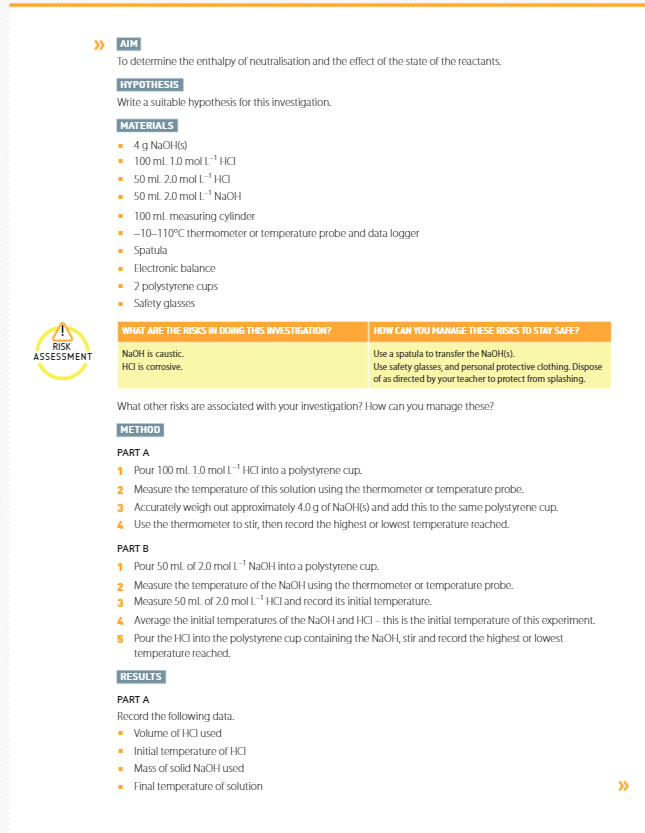 »
AIM
To determine the enthalpy of neutralisation and the effect of the state of the reactants.
HYPOTHESIS
Write a suitable hypothesis for this investigation.
MATERIALS
▪ 4 g NaOH(s)
▪ 100 mL 1.0 mol L⁻¹ HCl
▪ 50 mL 2.0 mol L⁻¹ HCl
▪ 50 mL 2.0 mol L⁻¹ NaOH
▪ 100 mL measuring cylinder
▪ –10–110°C thermometer or temperature probe and data logger
▪ Spatula
▪ Electronic balance
▪ 2 polystyrene cups
▪ Safety glasses
!
RISK
ASSESSMENT
WHAT ARE THE RISKS IN DOING THIS INVESTIGATION?
HOW CAN YOU MANAGE THESE RISKS TO STAY SAFE?
NaOH is caustic.
HCl is corrosive.
Use a spatula to transfer the NaOH(s).
Use safety glasses, and personal protective clothing. Dispose
of as directed by your teacher to protect from splashing.
What other risks are associated with your investigation? How can you manage these?
METHOD
PART A
1 Pour 100 mL 1.0 mol L⁻¹ HCl into a polystyrene cup.
2 Measure the temperature of this solution using the thermometer or temperature probe.
3 Accurately weigh out approximately 4.0 g of NaOH(s) and add this to the same polystyrene cup.
4 Use the thermometer to stir, then record the highest or lowest temperature reached.
PART B
1 Pour 50 mL of 2.0 mol L⁻¹ NaOH into a polystyrene cup.
2 Measure the temperature of the NaOH using the thermometer or temperature probe.
3 Measure 50 mL of 2.0 mol L⁻¹ HCl and record its initial temperature.
4 Average the initial temperatures of the NaOH and HCl – this is the initial temperature of this experiment.
5 Pour the HCl into the polystyrene cup containing the NaOH, stir and record the highest or lowest
temperature reached.
RESULTS
PART A
Record the following data.
▪ Volume of HCl used
▪ Initial temperature of HCl
▪ Mass of solid NaOH used
▪ Final temperature of solution
»